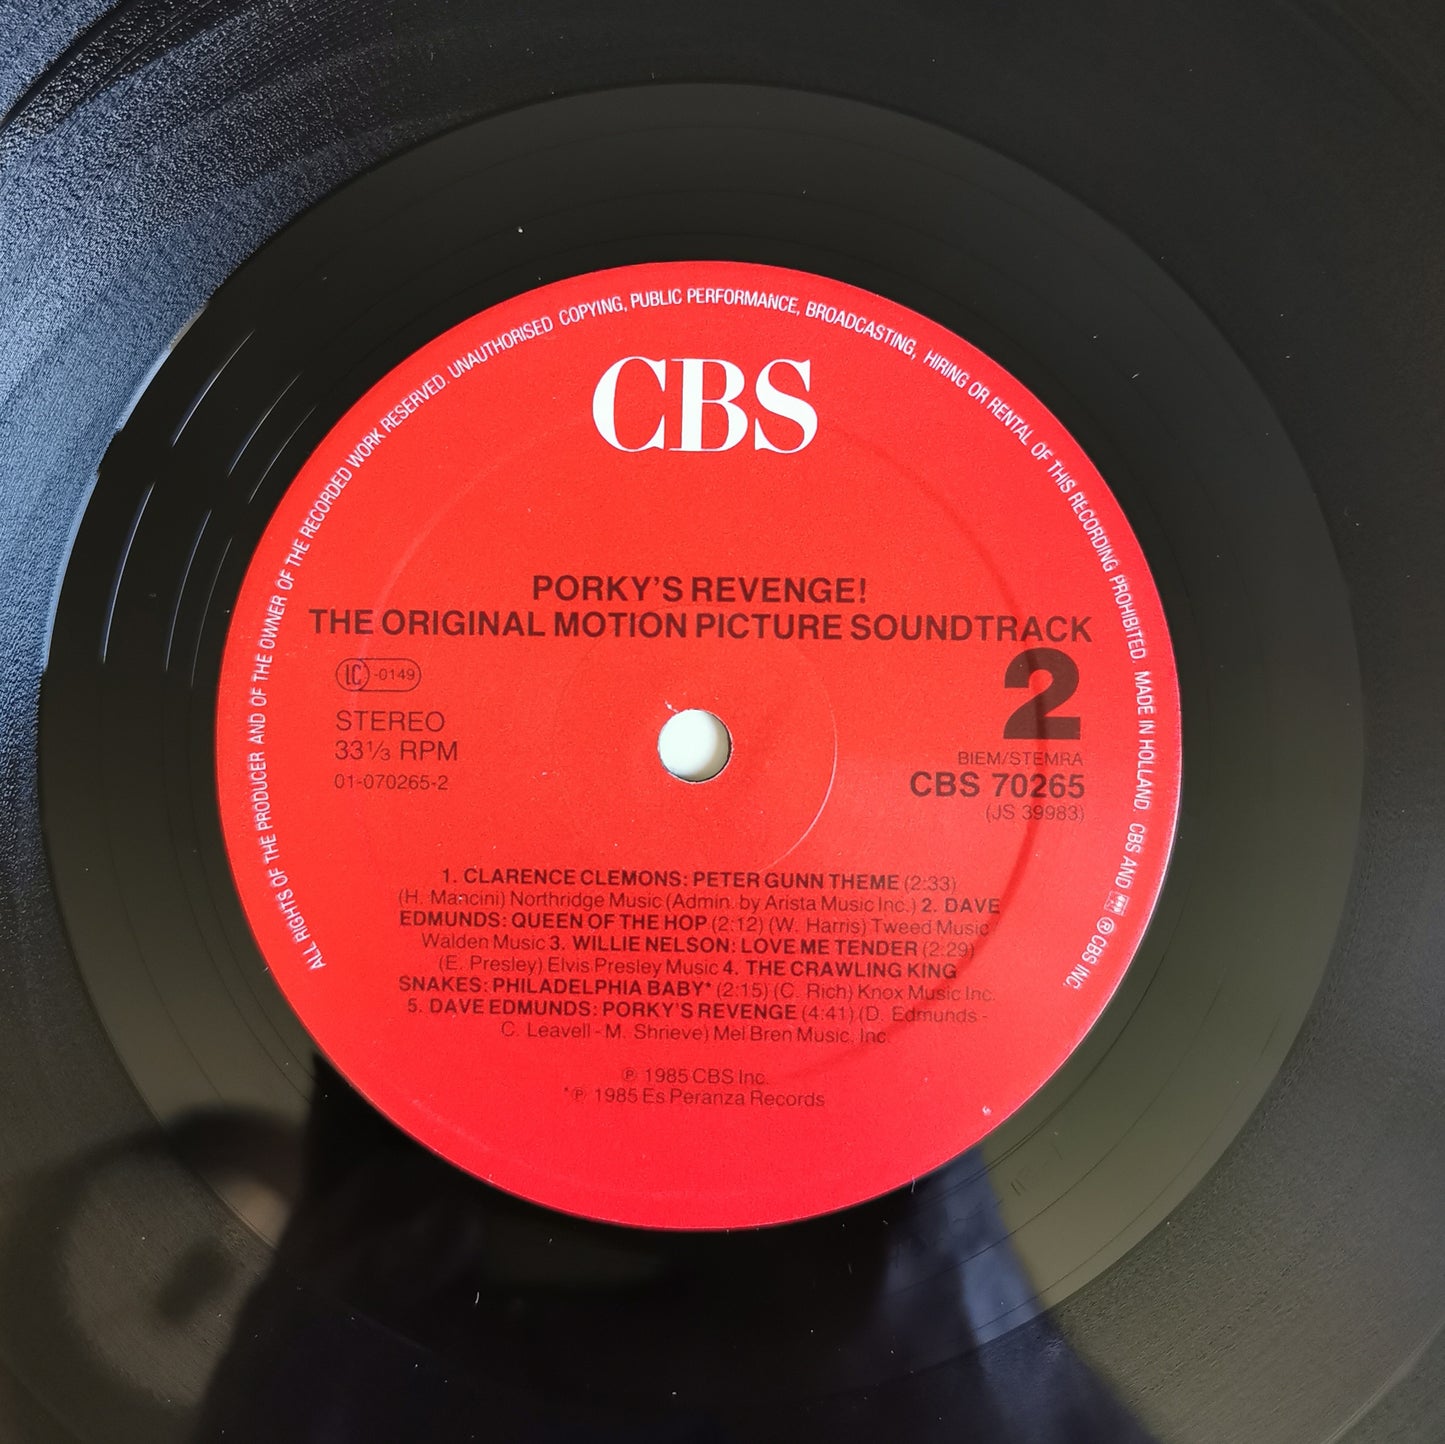 ALL RIGHTS OF THE PRODUCER AND OF THE OWNER OF THE RECORDED WORK RESERVED. UNAUTHORISED COPYING, PUBLIC PERFORMANCE, BROADCASTING, HIRING OR RENTAL OF THIS RECORDING PROHIBITED. MADE IN HOLLAND. CBS AND ℗ CBS INC.
CBS
PORKY'S REVENGE!
THE ORIGINAL MOTION PICTURE SOUNDTRACK
LC -0149
2
STEREO
33⅓ RPM
01-070265-2
BIEM/STEMRA
CBS 70265
(JS 39983)
1. CLARENCE CLEMONS: PETER GUNN THEME (2:33)
(H. Mancini) Northridge Music (Admin. by Arista Music Inc.) 2. DAVE
EDMUNDS: QUEEN OF THE HOP (2:12) (W. Harris) Tweed Music
Walden Music 3. WILLIE NELSON: LOVE ME TENDER (2:29)
(E. Presley) Elvis Presley Music 4. THE CRAWLING KING
SNAKES: PHILADELPHIA BABY* (2:15) (C. Rich) Knox Music Inc.
5. DAVE EDMUNDS: PORKY'S REVENGE (4:41) (D. Edmunds -
C. Leavell - M. Shrieve) Mel Bren Music. Inc.
℗ 1985 CBS Inc.
*℗ 1985 Es Peranza Records